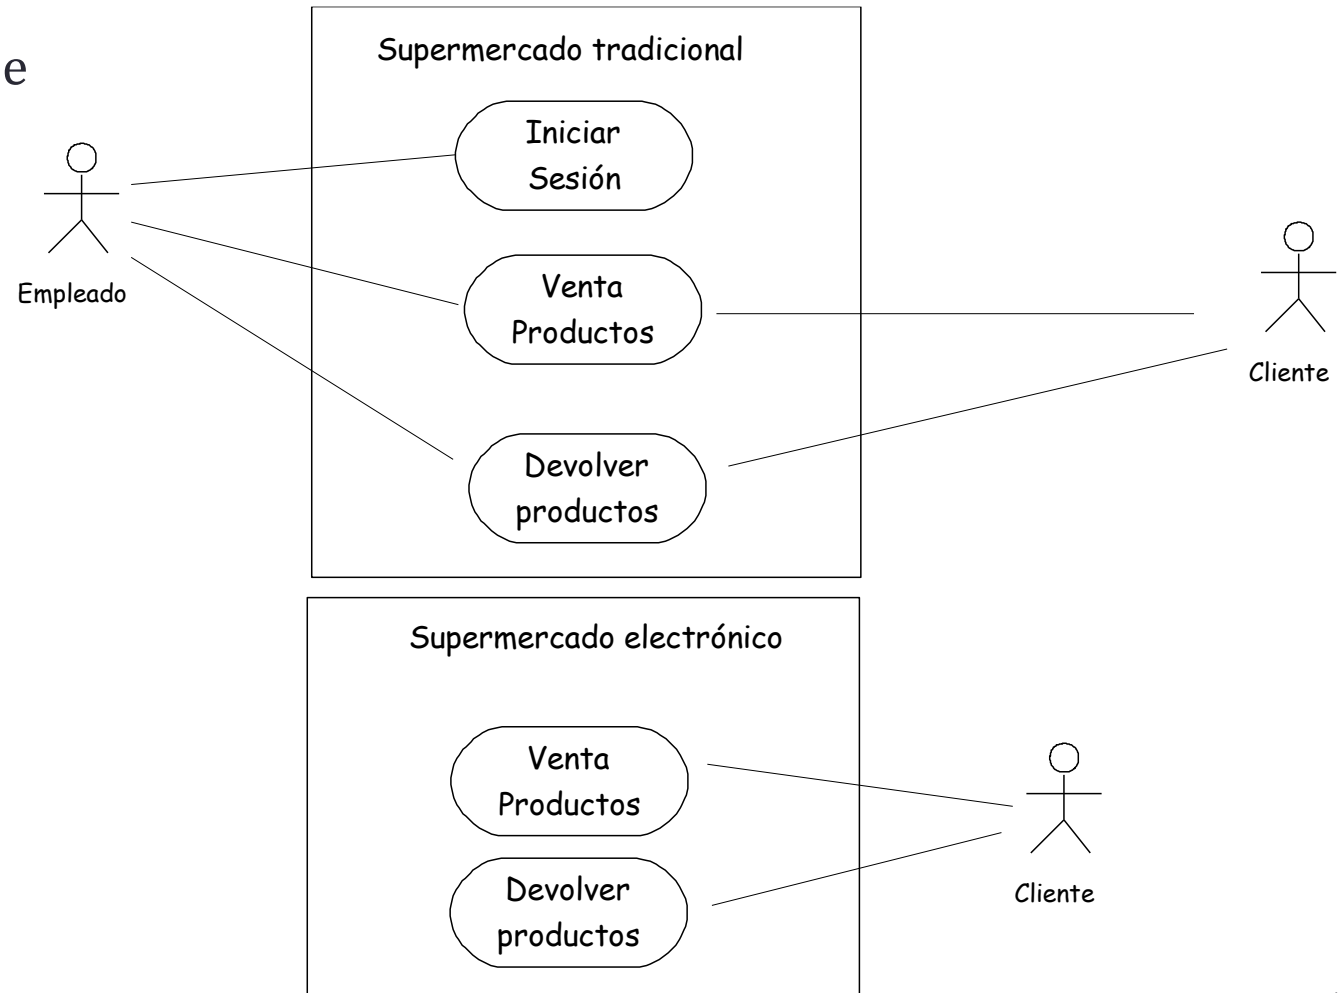 Supermercado tradicional
e
Iniciar
Sesión
Venta
Productos
Empleado
Cliente
Devolver
productos
Supermercado electrónico
Venta
Productos
Devolver
productos
Cliente